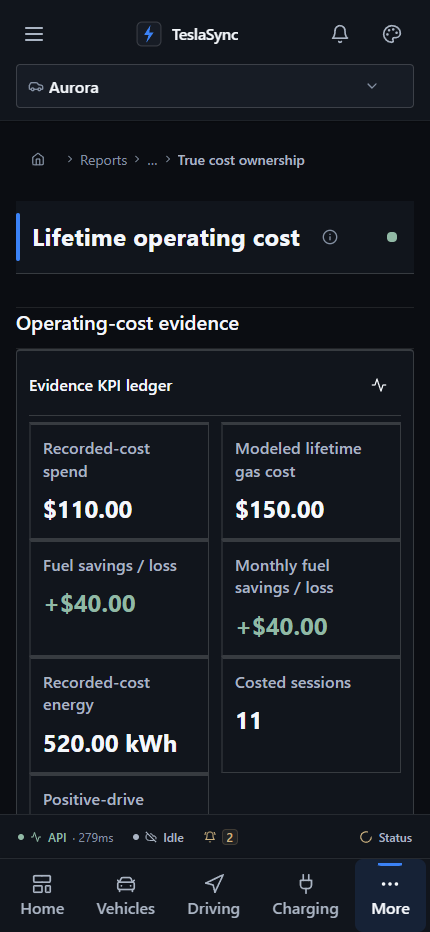 TeslaSync
Aurora
Reports
...
True cost ownership
Lifetime operating cost
Operating-cost evidence
Evidence KPI ledger
Recorded-cost
spend
$110.00
Modeled lifetime
gas cost
$150.00
Fuel savings / loss
+$40.00
Monthly fuel
savings / loss
+$40.00
Recorded-cost
energy
520.00 kWh
Costed sessions
11
Positive-drive
API · 279ms
Idle
2
Status
Home
Vehicles
Driving
Charging
More